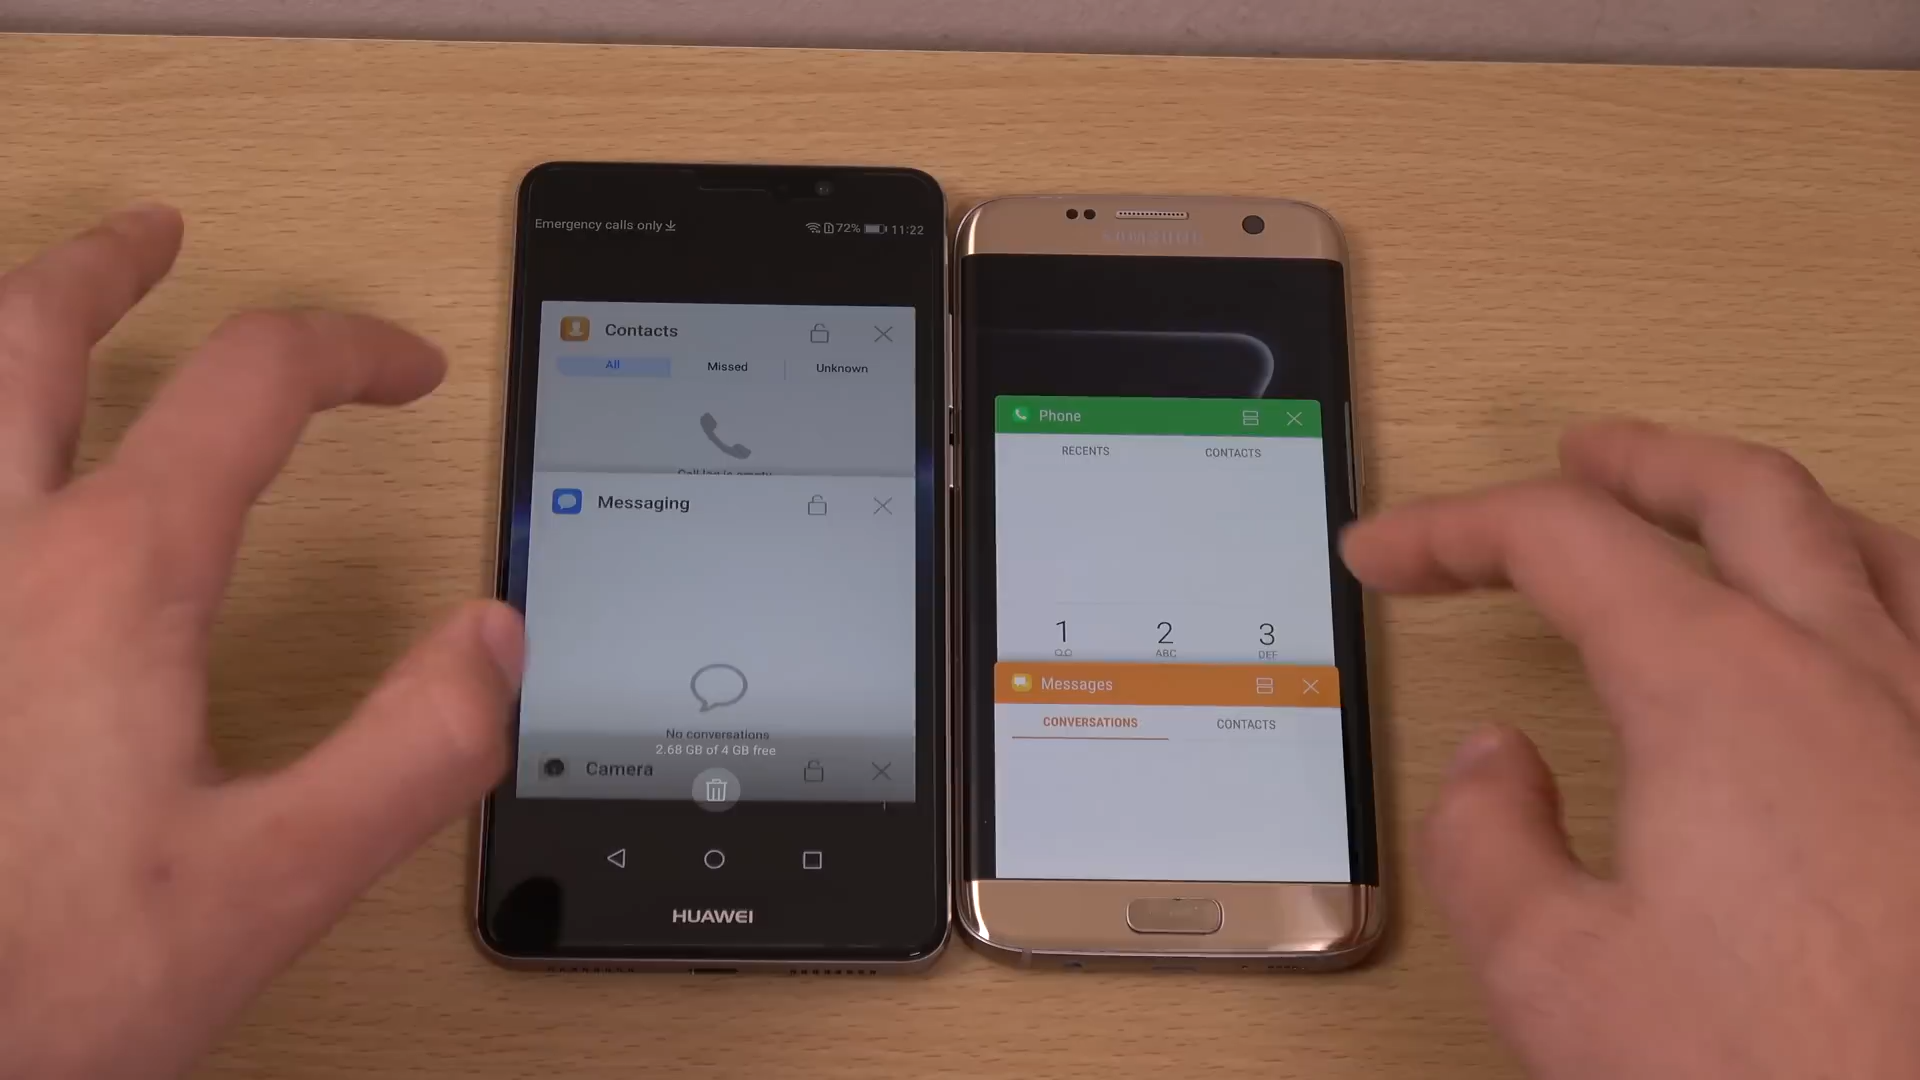 Emergency calls only
72% 11:22
Contacts
All Missed Unknown
Call log is empty
Messaging
No conversations
2.68 GB of 4 GB free
Camera
HUAWEI
SAMSUNG
Phone
RECENTS CONTACTS
1 2 3
ABC DEF
Messages
CONVERSATIONS CONTACTS